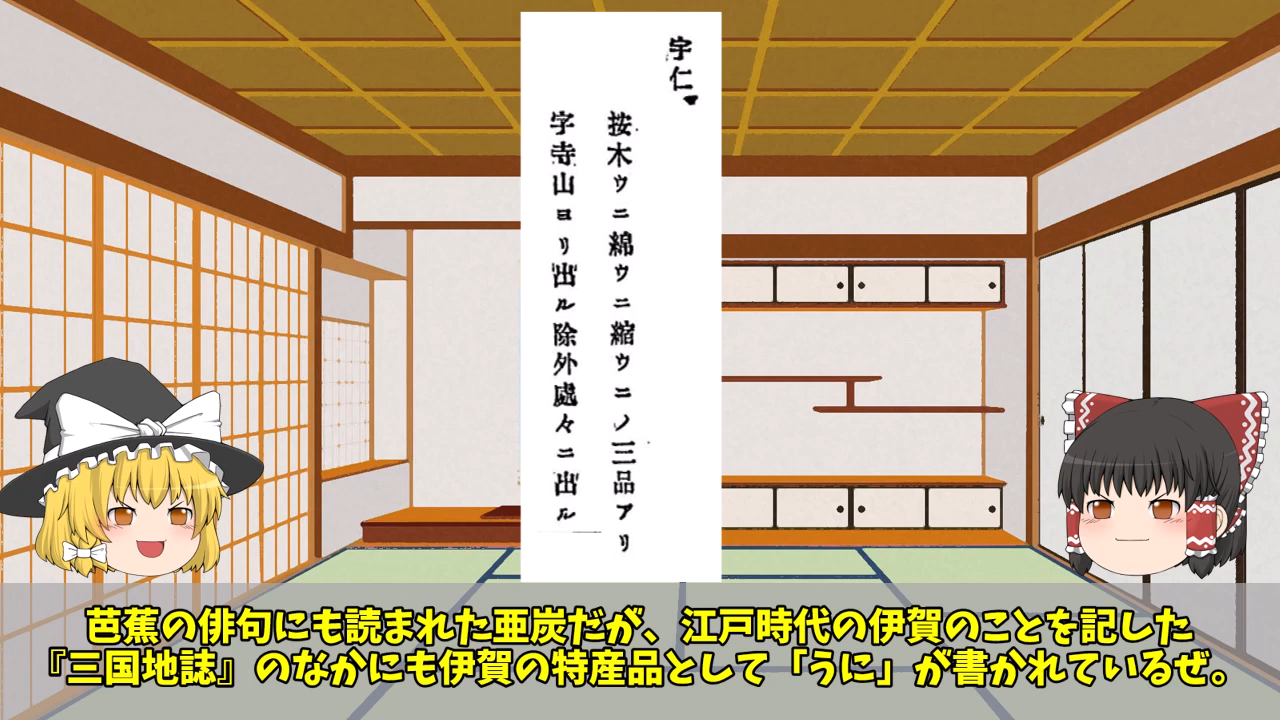 宇仁
按木ウニ綿ウニ縮ウニノ三品アリ
字寺山ヨリ出ル除外處々ニ出ル
芭蕉の俳句にも読まれた亜炭だが、江戸時代の伊賀のことを記した
『三国地誌』のなかにも伊賀の特産品として「うに」が書かれているぜ。